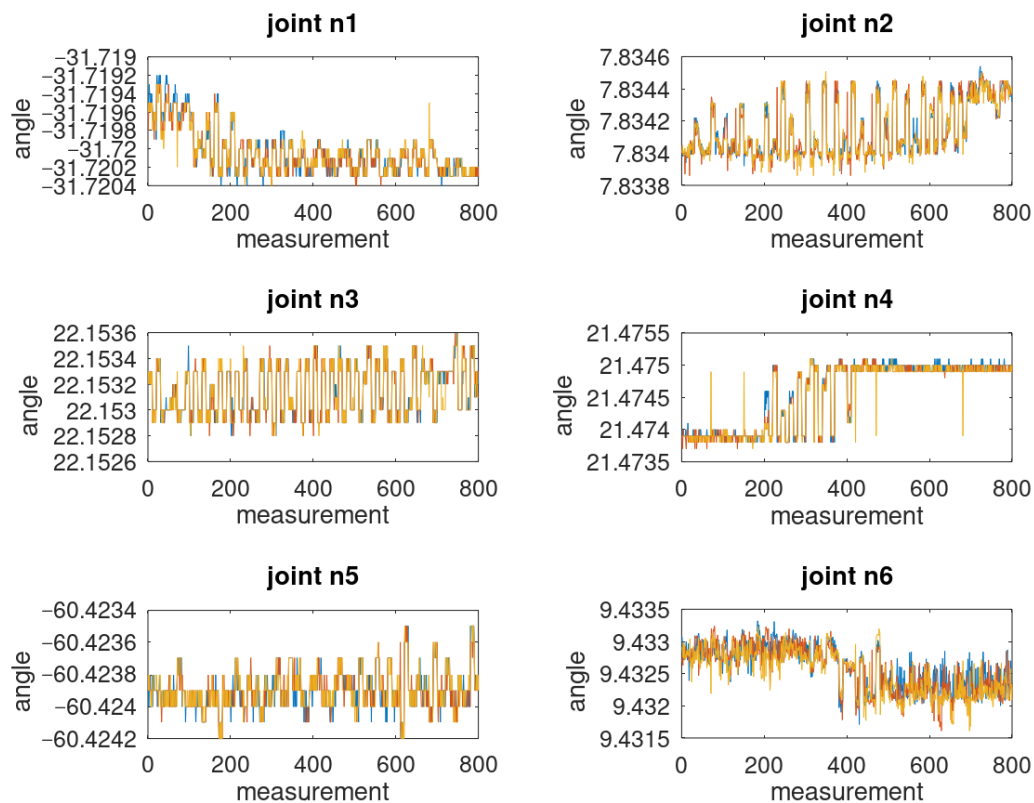 joint n1
angle
−31.719
−31.7192
−31.7194
−31.7196
−31.7198
−31.72
−31.7202
−31.7204
0 200 400 600 800
measurement
joint n2
angle
7.8346
7.8344
7.8342
7.834
7.8338
0 200 400 600 800
measurement
joint n3
angle
22.1536
22.1534
22.1532
22.153
22.1528
22.1526
0 200 400 600 800
measurement
joint n4
angle
21.4755
21.475
21.4745
21.474
21.4735
0 200 400 600 800
measurement
joint n5
angle
−60.4234
−60.4236
−60.4238
−60.424
−60.4242
0 200 400 600 800
measurement
joint n6
angle
9.4335
9.433
9.4325
9.432
9.4315
0 200 400 600 800
measurement